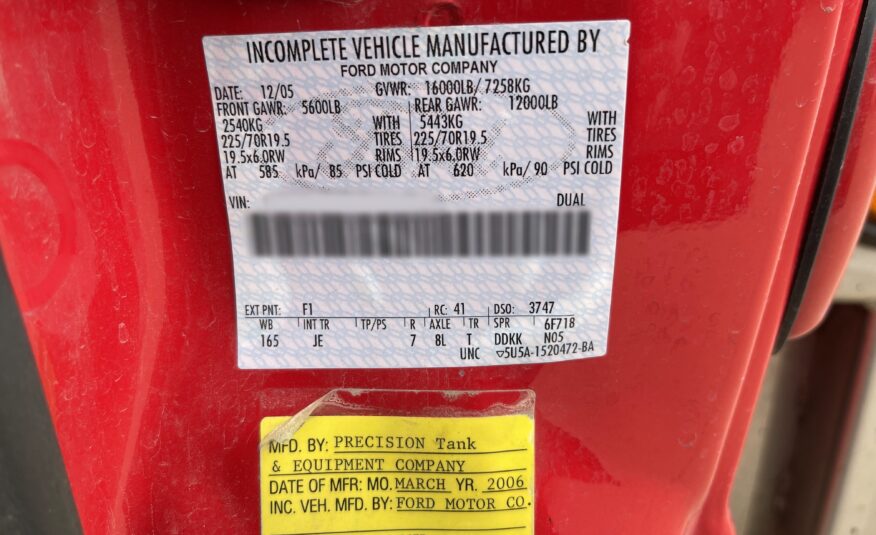 INCOMPLETE VEHICLE MANUFACTURED BY
FORD MOTOR COMPANY
DATE: 12/05 GVWR: 16000LB/ 7258KG
FRONT GAWR: 5600LB REAR GAWR: 12000LB
2540KG WITH 5443KG WITH
225/70R19.5 TIRES 225/70R19.5 TIRES
19.5x6.0RW RIMS 19.5x6.0RW RIMS
AT 585 kPa/ 85 PSI COLD AT 620 kPa/ 90 PSI COLD
VIN: DUAL
EXT PNT: F1 RC: 41 DSO: 3747
WB INT TR TP/PS R AXLE TR SPR 6F718
165 JE 7 8L T DDKK N05
UNC ▽5U5A-1520472-BA
MFD. BY: PRECISION Tank
& EQUIPMENT COMPANY
DATE OF MFR: MO. MARCH YR. 2006
INC. VEH. MFD. BY: FORD MOTOR CO.